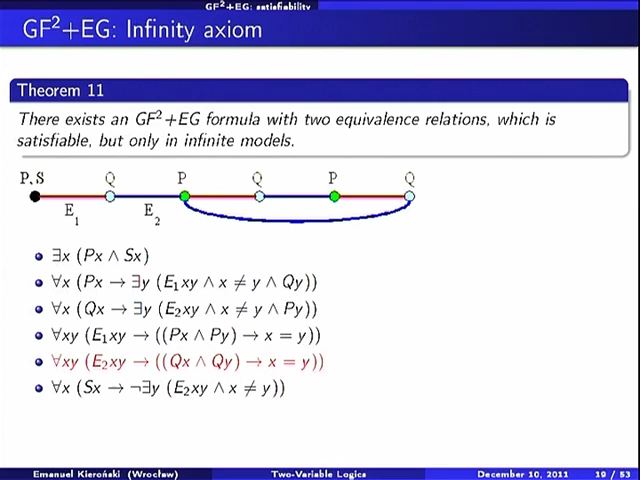 GF²+EG: satisfiability
GF²+EG: Infinity axiom
Theorem 11
There exists an GF²+EG formula with two equivalence relations, which is
satisfiable, but only in infinite models.
P, S Q P Q P Q
E₁ E₂
∃x (Px ∧ Sx)
∀x (Px → ∃y (E₁xy ∧ x ≠ y ∧ Qy))
∀x (Qx → ∃y (E₂xy ∧ x ≠ y ∧ Py))
∀xy (E₁xy → ((Px ∧ Py) → x = y))
∀xy (E₂xy → ((Qx ∧ Qy) → x = y))
∀x (Sx → ¬∃y (E₂xy ∧ x ≠ y))
Emanuel Kieroński (Wrocław) Two-Variable Logics December 10, 2011 19 / 53